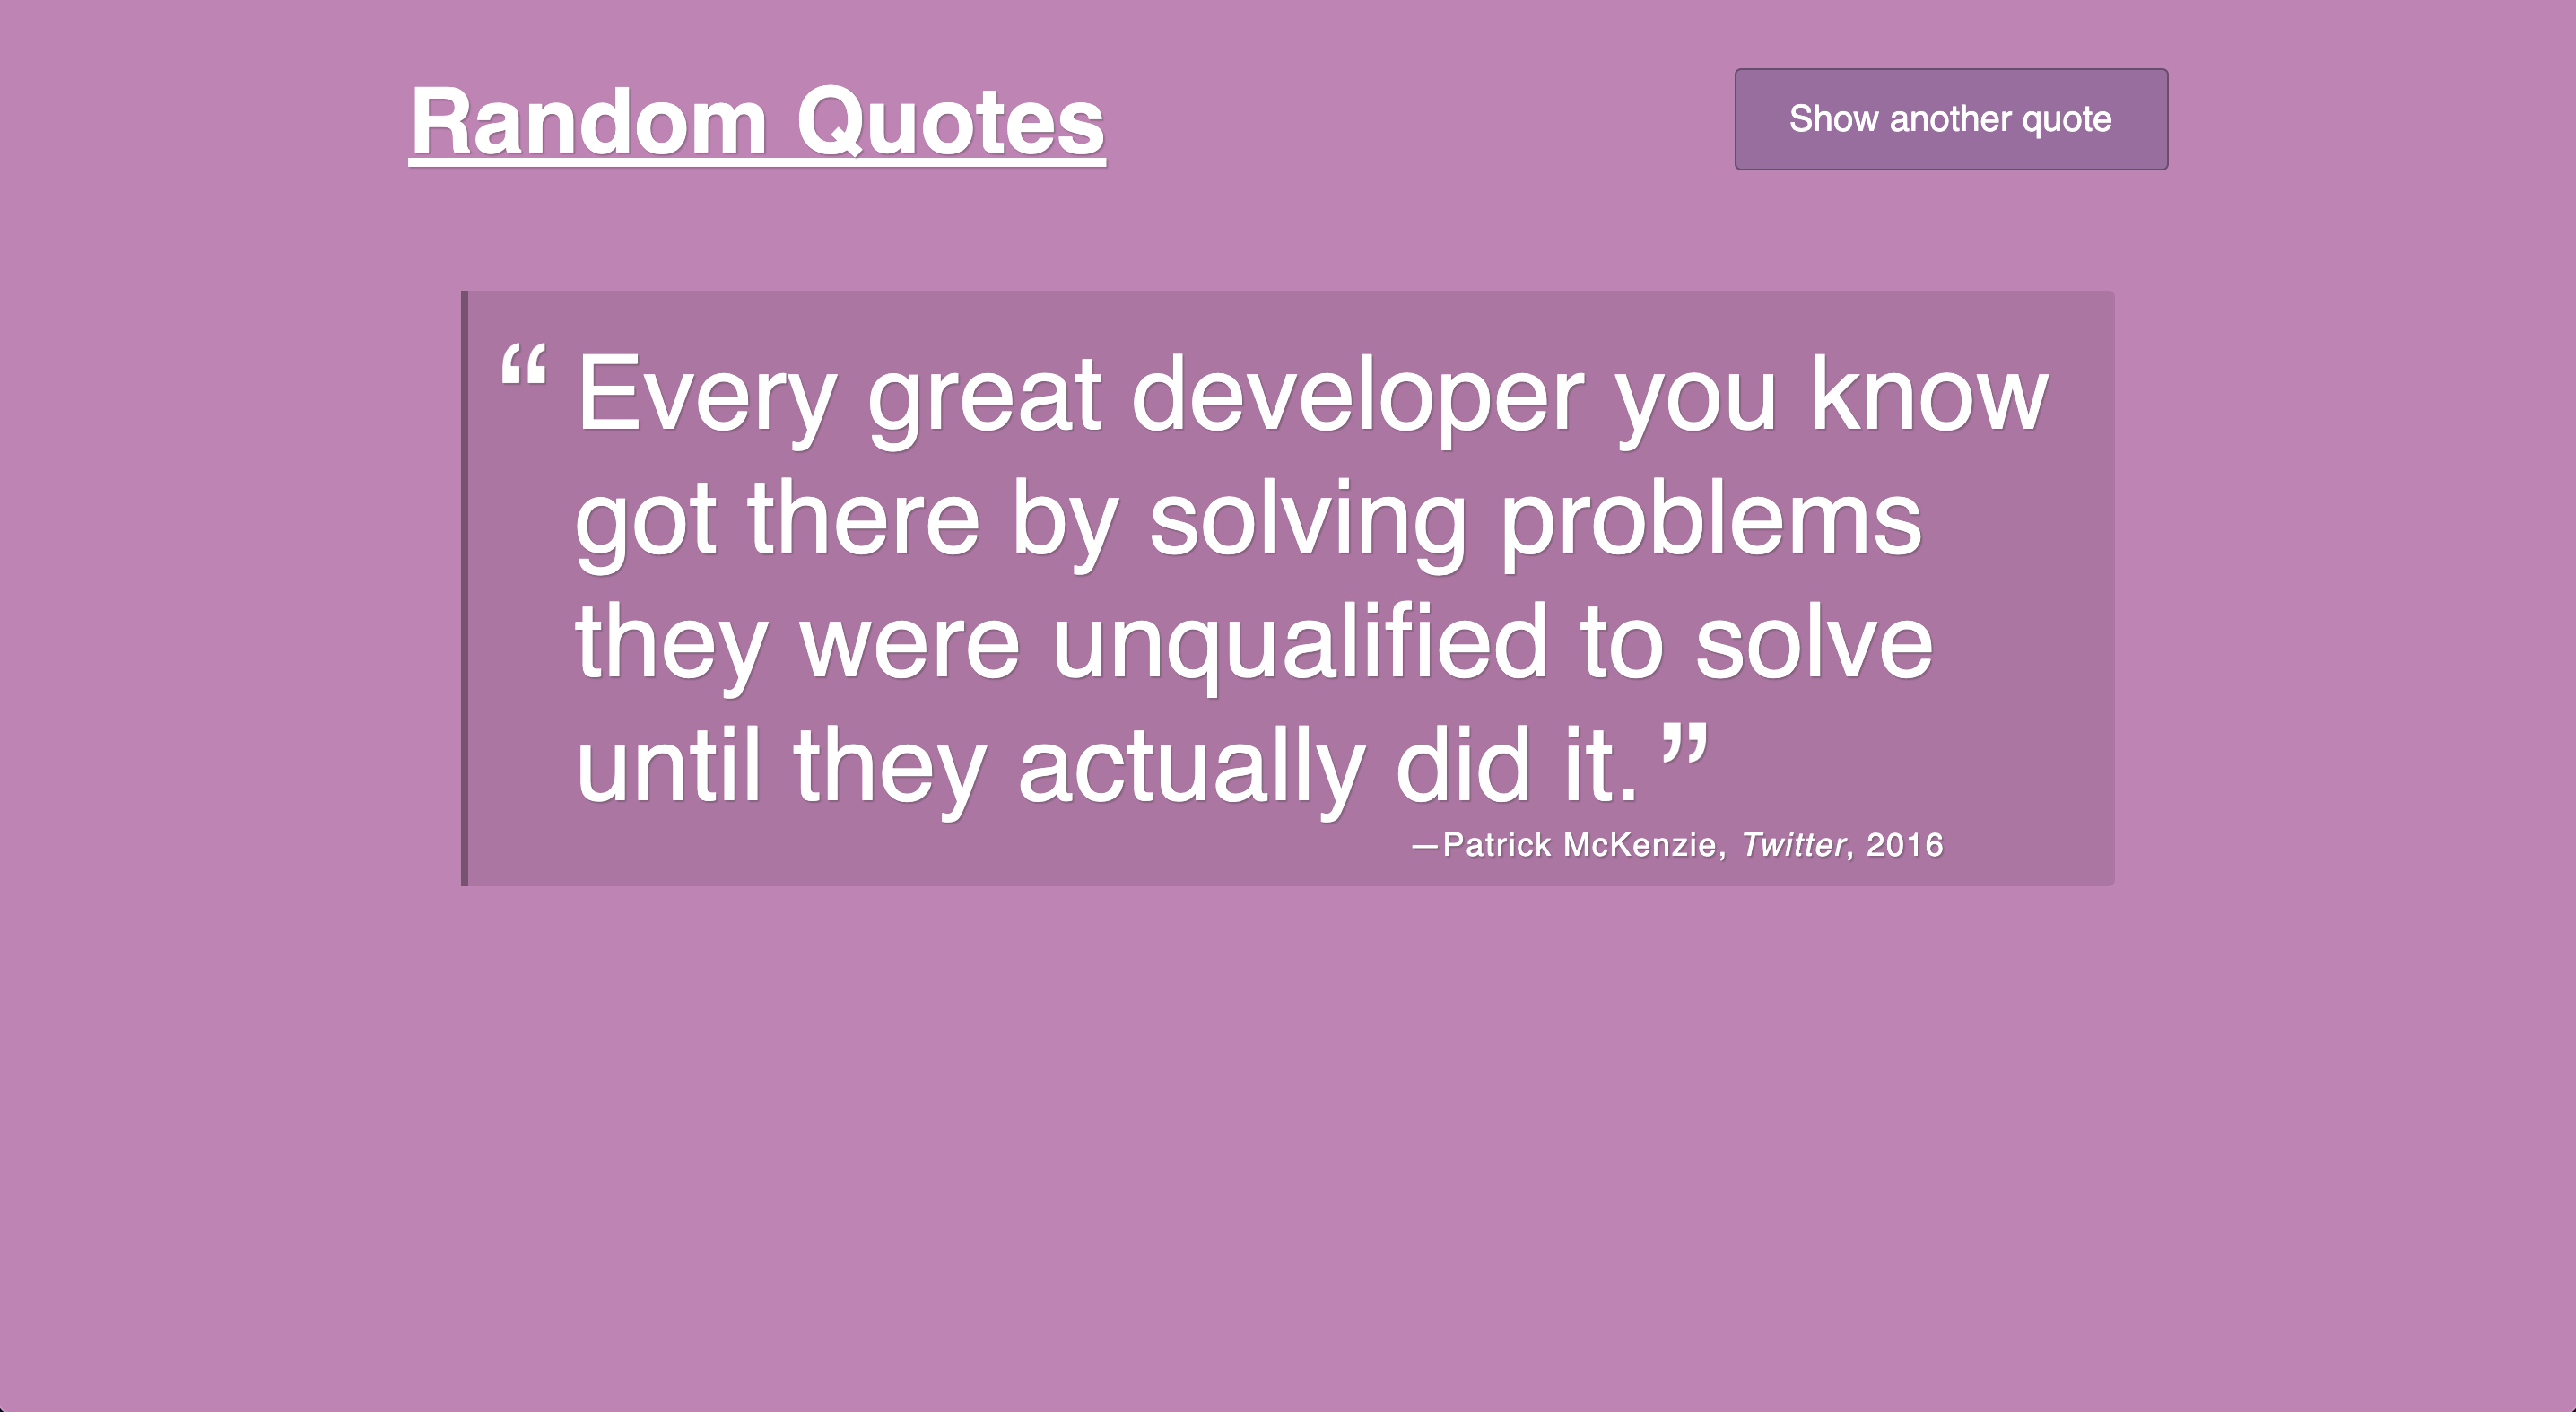 Random Quotes
Show another quote
“ Every great developer you know
got there by solving problems
they were unqualified to solve
until they actually did it. ”
—Patrick McKenzie, Twitter, 2016